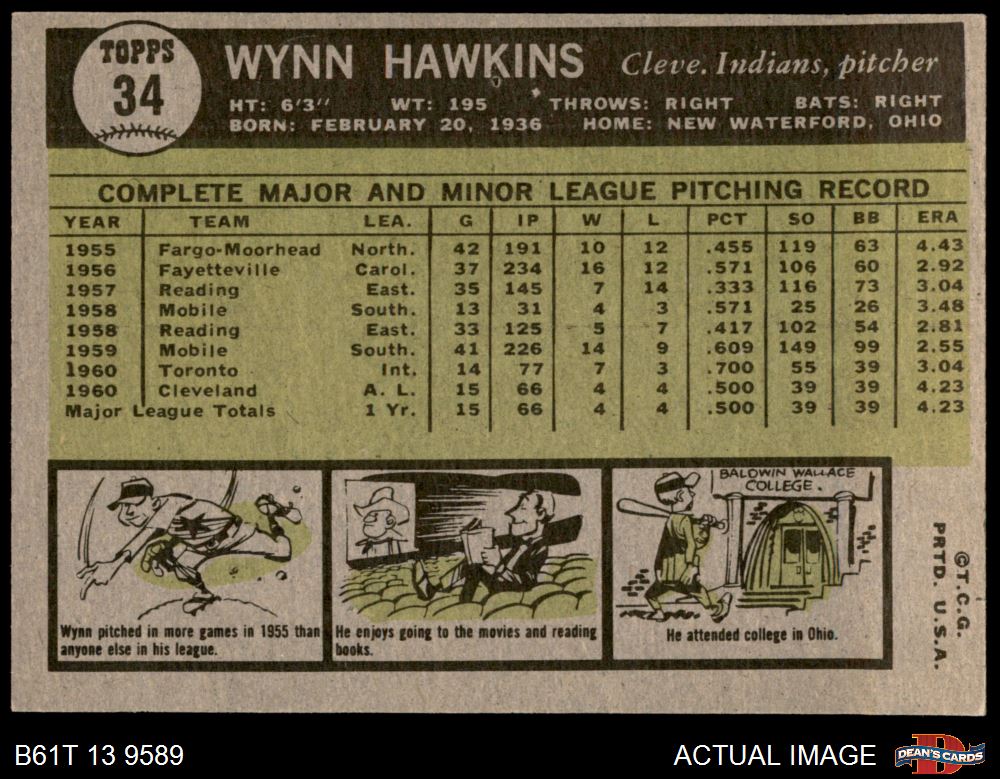 TOPPS
34
WYNN HAWKINS Cleve. Indians, pitcher
HT: 6'3" WT: 195 THROWS: RIGHT BATS: RIGHT
BORN: FEBRUARY 20, 1936 HOME: NEW WATERFORD, OHIO
COMPLETE MAJOR AND MINOR LEAGUE PITCHING RECORD
YEAR TEAM LEA. G IP W L PCT SO BB ERA
1955 Fargo-Moorhead North. 42 191 10 12 .455 119 63 4.43
1956 Fayetteville Carol. 37 234 16 12 .571 106 60 2.92
1957 Reading East. 35 145 7 14 .333 116 73 3.04
1958 Mobile South. 13 31 4 3 .571 25 26 3.48
1958 Reading East. 33 125 5 7 .417 102 54 2.81
1959 Mobile South. 41 226 14 9 .609 149 99 2.55
1960 Toronto Int. 14 77 7 3 .700 55 39 3.04
1960 Cleveland A. L. 15 66 4 4 .500 39 39 4.23
Major League Totals 1 Yr. 15 66 4 4 .500 39 39 4.23
Wynn pitched in more games in 1955 than
anyone else in his league.
He enjoys going to the movies and reading
books.
BALDWIN WALLACE
COLLEGE.
He attended college in Ohio.
©T.C.G.
PRTD. U.S.A.
B61T 13 9589
ACTUAL IMAGE
DEAN'S CARDS